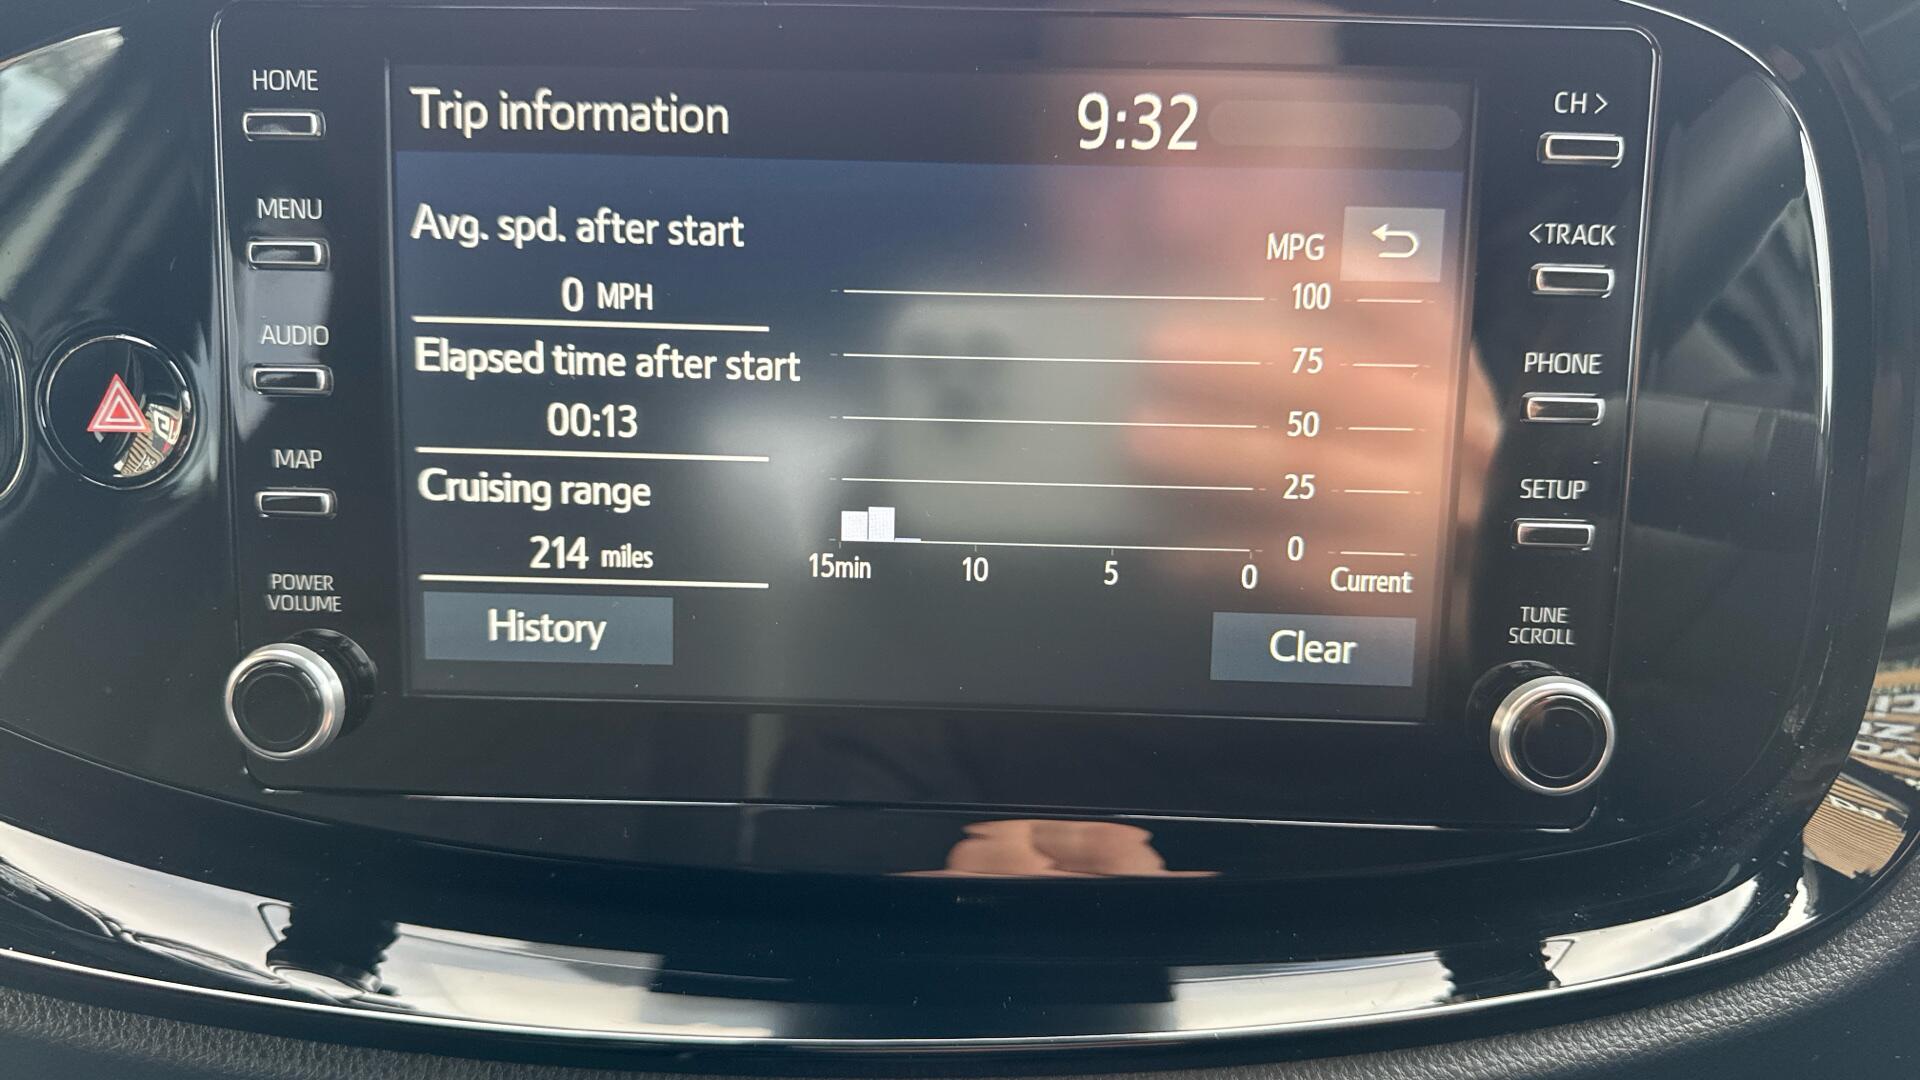 HOME
MENU
AUDIO
MAP
POWER
VOLUME
Trip information
9:32
Avg. spd. after start
0 MPH
Elapsed time after start
00:13
Cruising range
214 miles
History
MPG
100
75
50
25
0
15min 10 5 0 Current
Clear
CH >
<TRACK
PHONE
SETUP
TUNE
SCROLL